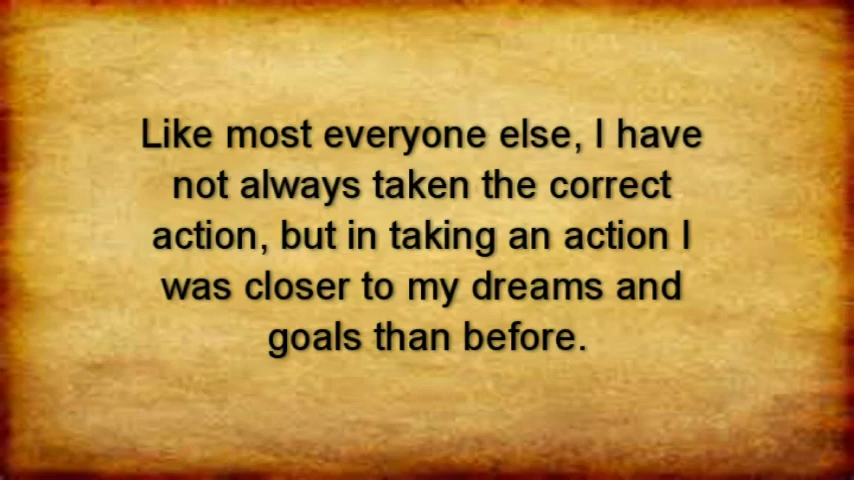 Like most everyone else, I have
not always taken the correct
action, but in taking an action I
was closer to my dreams and
goals than before.